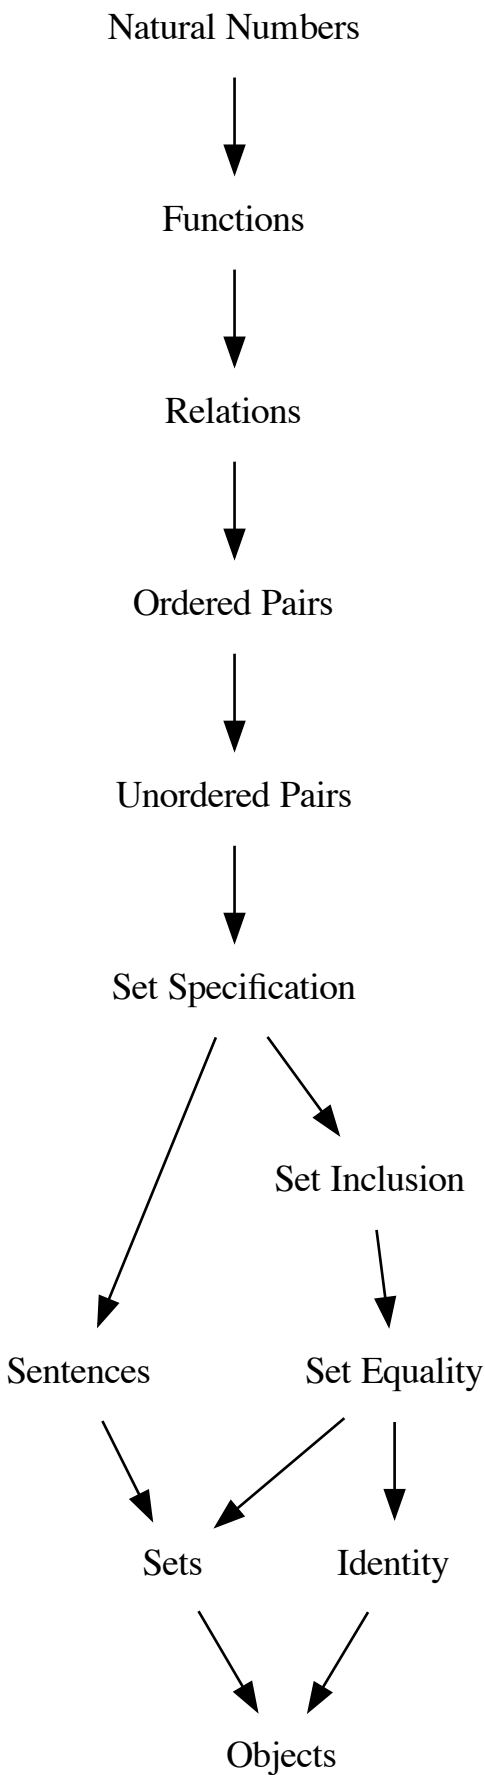 Natural Numbers
Functions
Relations
Ordered Pairs
Unordered Pairs
Set Specification
Set Inclusion
Sentences
Set Equality
Sets
Identity
Objects